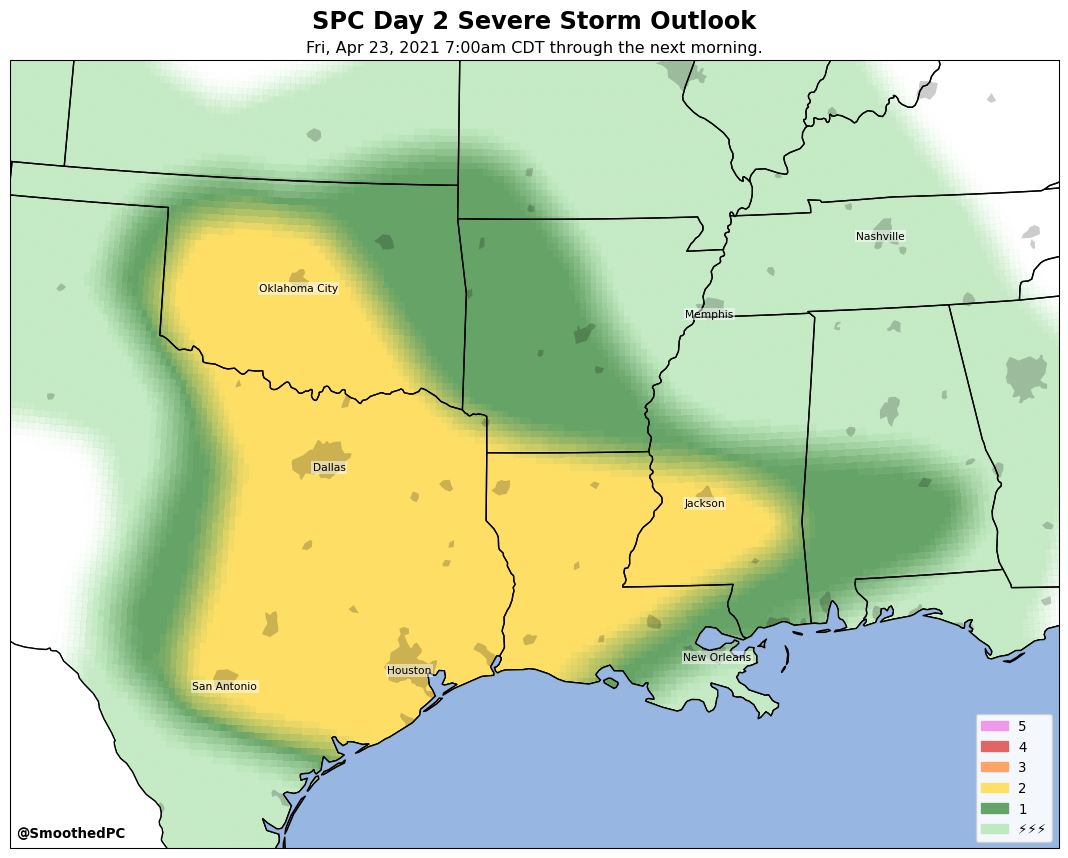 SPC Day 2 Severe Storm Outlook
Fri, Apr 23, 2021 7:00am CDT through the next morning.
Nashville
Oklahoma City
Memphis
Dallas
Jackson
New Orleans
Houston
San Antonio
5
4
3
2
1
⚡⚡⚡
@SmoothedPC